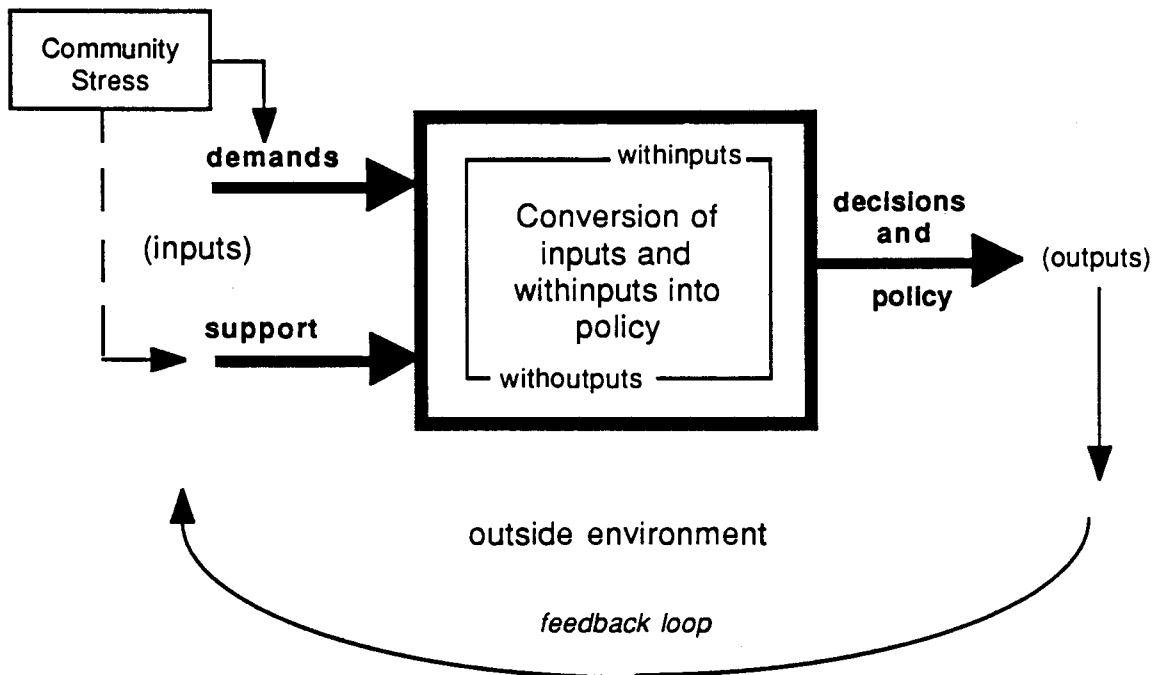 Community
Stress
demands
(inputs)
support
withinputs
Conversion of
inputs and
withinputs into
policy
withoutputs
decisions
and
policy
(outputs)
outside environment
feedback loop